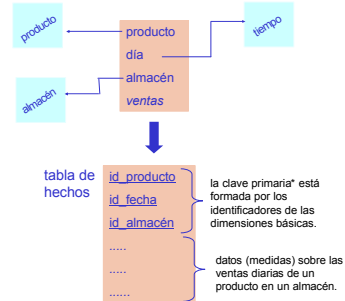 producto
producto
día
tiempo
almacén
almacén
ventas
tabla de
hechos
id_producto
id_fecha
id_almacén
.....
.....
......
la clave primaria* está
formada por los
identificadores de las
dimensiones básicas.
datos (medidas) sobre las
ventas diarias de un
producto en un almacén.